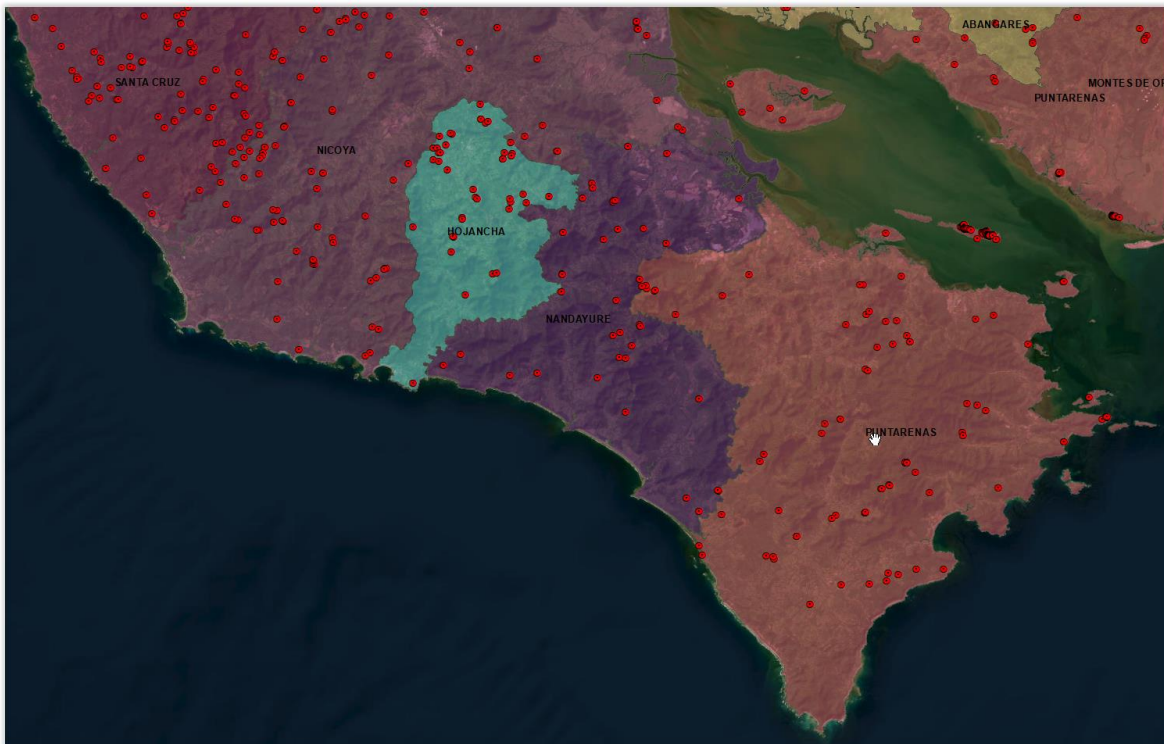 ABANGARES
SANTA CRUZ
MONTES DE OR
PUNTARENAS
NICOYA
HOJANCHA
NANDAYURE
PUNTARENAS